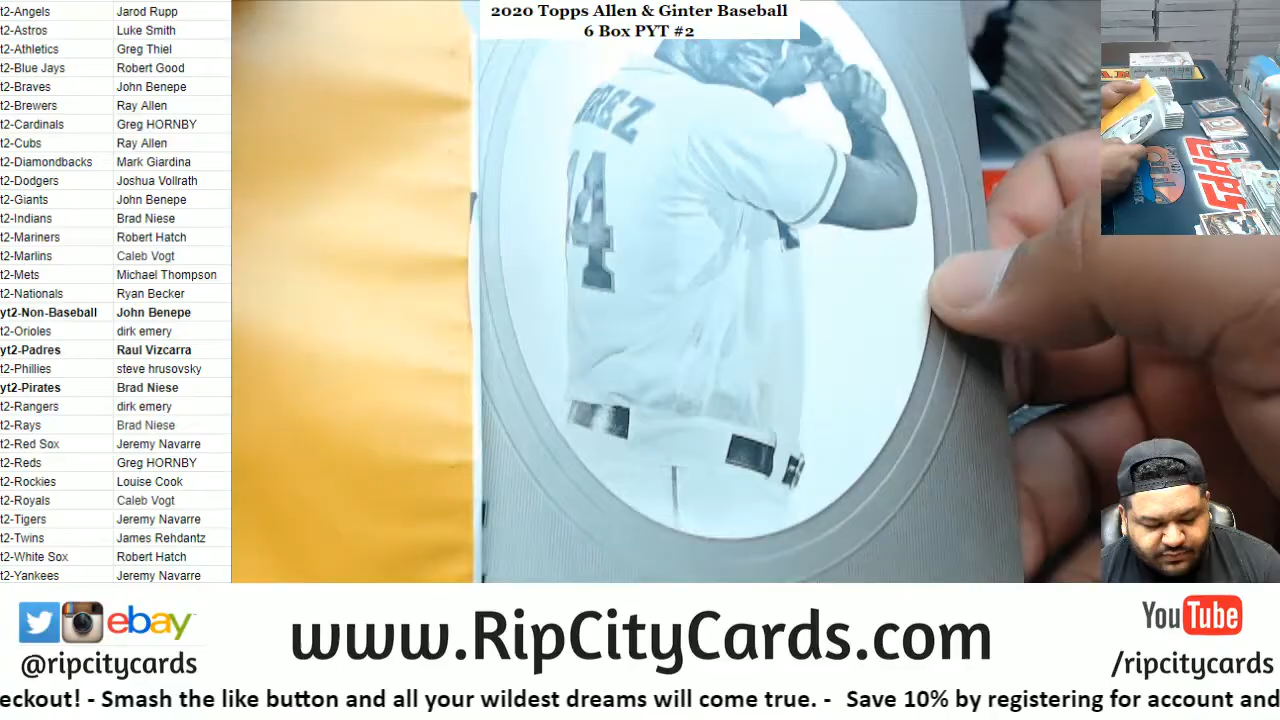 2020 Topps Allen & Ginter Baseball
6 Box PYT #2
t2-Angels Jarod Rupp
t2-Astros Luke Smith
t2-Athletics Greg Thiel
t2-Blue Jays Robert Good
t2-Braves John Benepe
t2-Brewers Ray Allen
t2-Cardinals Greg HORNBY
t2-Cubs Ray Allen
t2-Diamondbacks Mark Giardina
t2-Dodgers Joshua Vollrath
t2-Giants John Benepe
t2-Indians Brad Niese
t2-Mariners Robert Hatch
t2-Marlins Caleb Vogt
t2-Mets Michael Thompson
t2-Nationals Ryan Becker
yt2-Non-Baseball John Benepe
t2-Orioles dirk emery
yt2-Padres Raul Vizcarra
t2-Phillies steve hrusovsky
yt2-Pirates Brad Niese
t2-Rangers dirk emery
t2-Rays Brad Niese
t2-Red Sox Jeremy Navarre
t2-Reds Greg HORNBY
t2-Rockies Louise Cook
t2-Royals Caleb Vogt
t2-Tigers Jeremy Navarre
t2-Twins James Rehdantz
t2-White Sox Robert Hatch
t2-Yankees Jeremy Navarre
REZ
44
Topps
ebay
@ripcitycards
www.RipCityCards.com
YouTube
/ripcitycards
eckout! - Smash the like button and all your wildest dreams will come true. - Save 10% by registering for account and